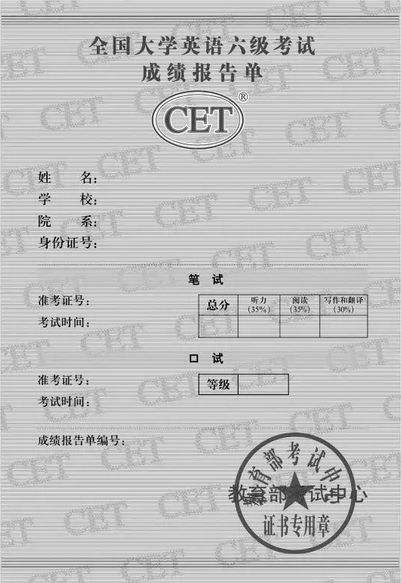 全国大学英语六级考试
成绩报告单
CET®
姓 名：
学 校：
院 系：
身份证号：
笔 试
准考证号：
考试时间：
总分 听力 (35%) 阅读 (35%) 写作和翻译 (30%)
口 试
准考证号：
考试时间：
等级
成绩报告单编号：
教育部考试中心
教育部考试中心
证书专用章